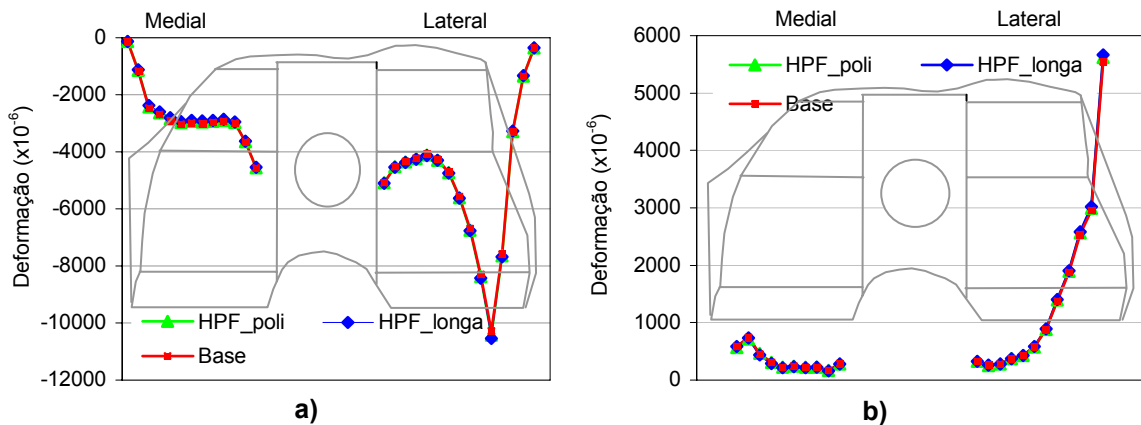 Medial
Lateral
0
-2000
-4000
-6000
-8000
-10000
-12000
Deformação (x10-6)
HPF_poli
HPF_longa
Base
a)
Medial
Lateral
6000
5000
4000
3000
2000
1000
0
Deformação (x10-6)
HPF_poli
HPF_longa
Base
b)